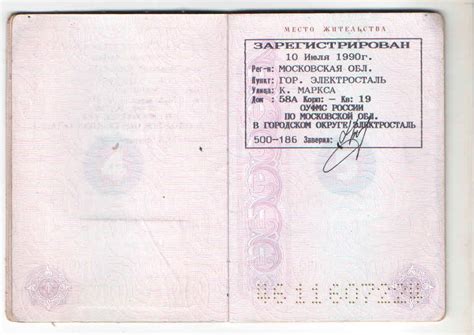 МЕСТО ЖИТЕЛЬСТВА
ЗАРЕГИСТРИРОВАН
10 Июля 1990г.
Рег-н: МОСКОВСКАЯ ОБЛ.
Пункт: ГОР. ЭЛЕКТРОСТАЛЬ
Улица: К. МАРКСА
Дом : 58А Корп: - Кв: 19
ОУФМС РОССИИ
ПО МОСКОВСКОЙ ОБЛ.
В ГОРОДСКОМ ОКРУГЕ ЭЛЕКТРОСТАЛЬ
500-186 Заверил: